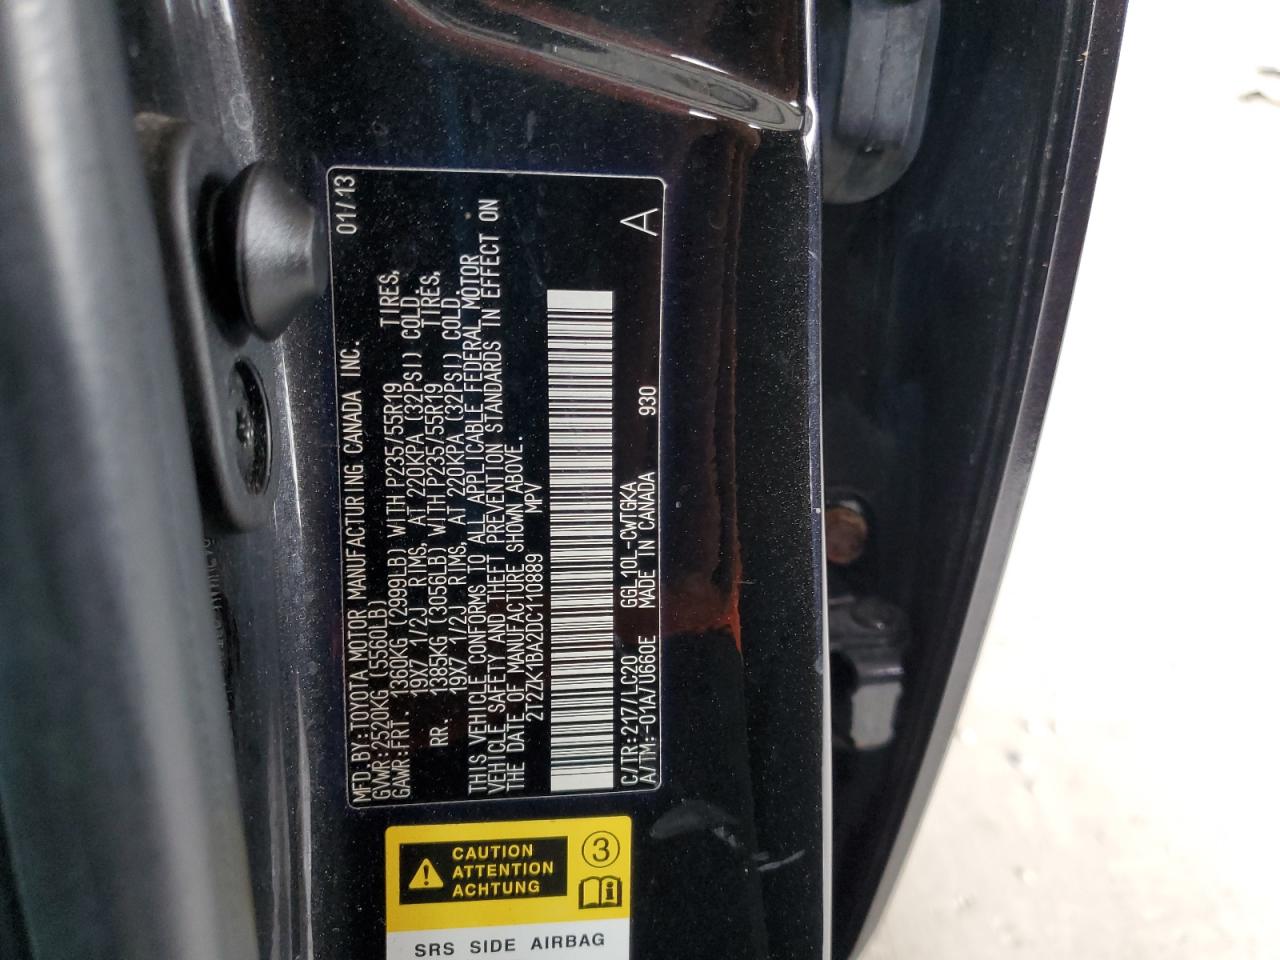 MFD.BY:TOYOTA MOTOR MANUFACTURING CANADA INC. 01/13
GVWR:2520KG(5560LB)
GAWR:FRT. 1360KG (2999LB) WITH P235/55R19 TIRES,
19X7 1/2J RIMS, AT 220KPA (32PSI) COLD.
RR. 1385KG (3056LB) WITH P235/55R19 TIRES,
19X7 1/2J RIMS, AT 220KPA (32PSI) COLD.
THIS VEHICLE CONFORMS TO ALL APPLICABLE FEDERAL MOTOR
VEHICLE SAFETY AND THEFT PREVENTION STANDARDS IN EFFECT ON
THE DATE OF MANUFACTURE SHOWN ABOVE.
2T2ZK1BA2DC110889 MPV
C/TR:217/LC20 GGL10L-CWTGKA 930
A/TM:-01A/U660E MADE IN CANADA A
CAUTION
ATTENTION
ACHTUNG
3
i
SRS SIDE AIRBAG